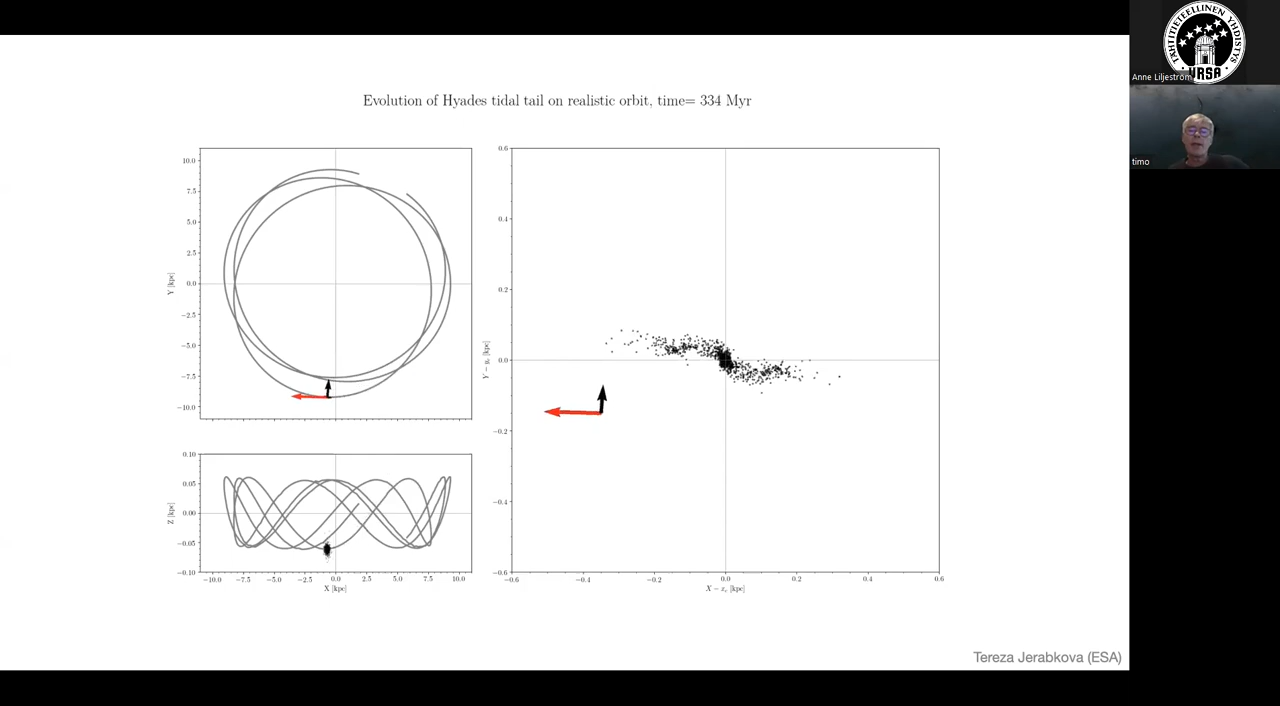 Evolution of Hyades tidal tail on realistic orbit, time= 334 Myr
10.0
7.5
5.0
2.5
0.0
−2.5
−5.0
−7.5
−10.0
Y [kpc]
0.10
0.05
0.00
−0.05
−0.10
Z [kpc]
−10.0 −7.5 −5.0 −2.5 0.0 2.5 5.0 7.5 10.0
X [kpc]
0.6
0.4
0.2
0.0
−0.2
−0.4
−0.6
Y − yc [kpc]
−0.6 −0.4 −0.2 0.0 0.2 0.4 0.6
X − xc [kpc]
Tereza Jerabkova (ESA)
TÄHTITIETEELLINEN YHDISTYS
URSA
Anne Liljeström
timo